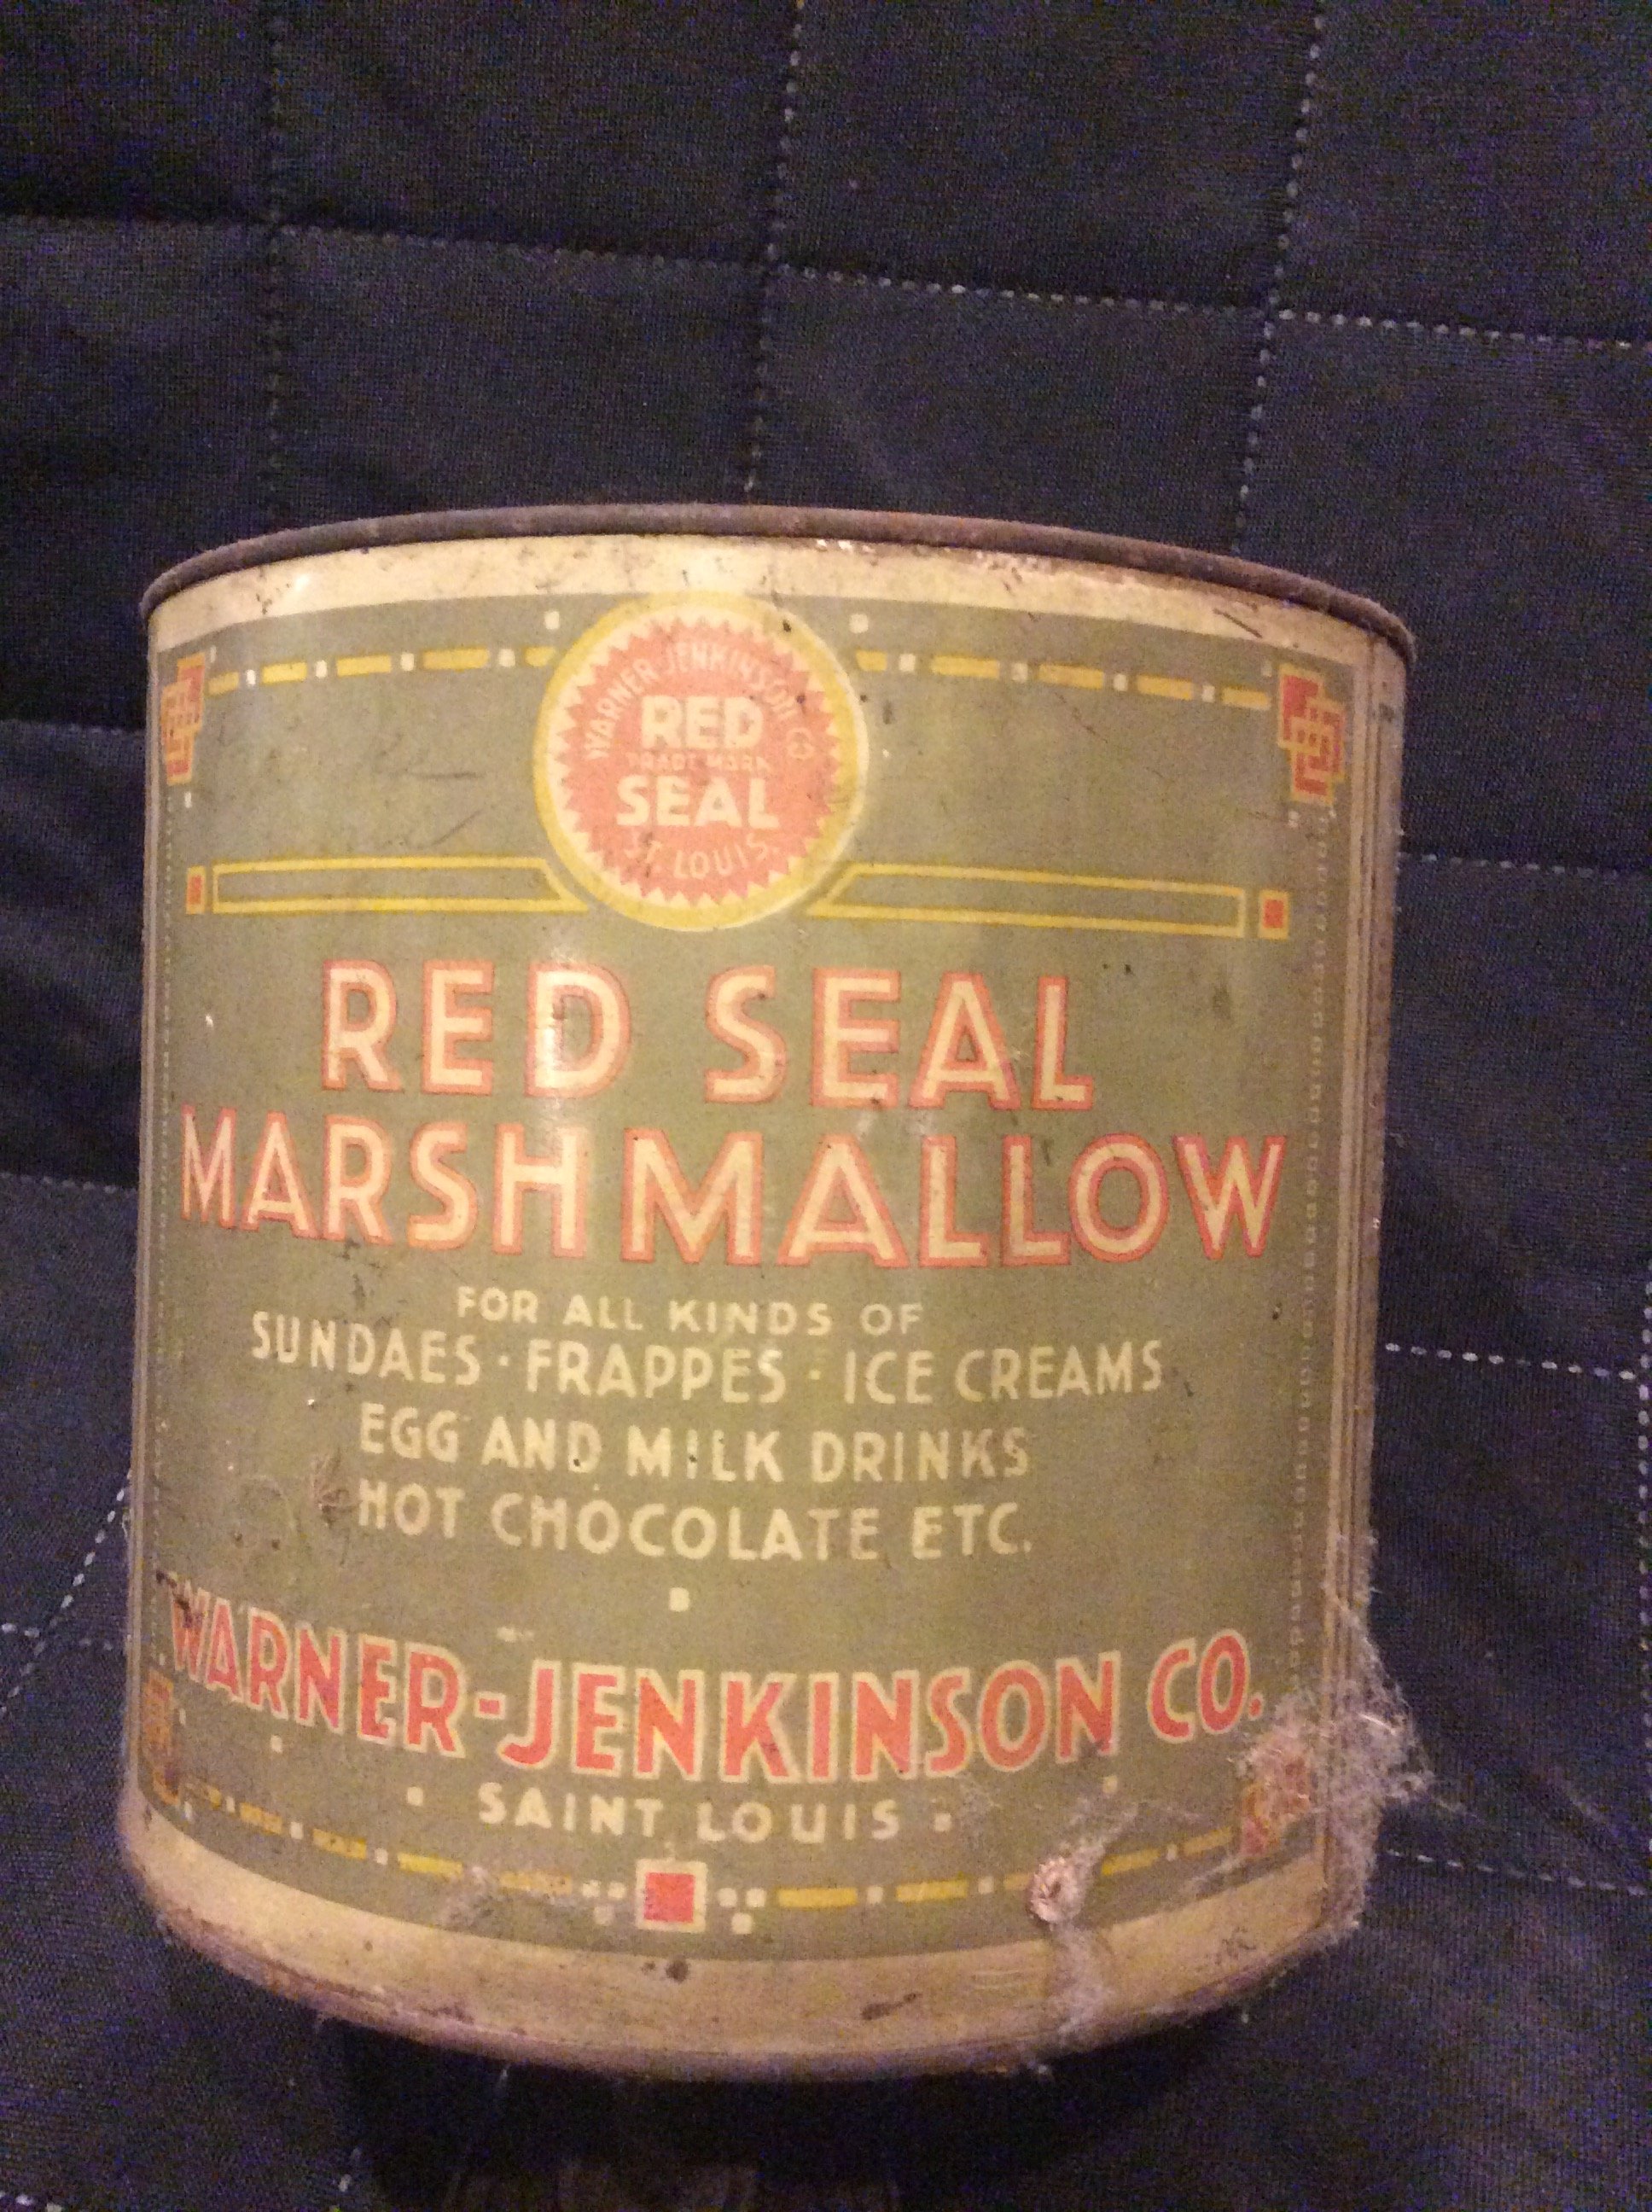 WARNER-JENKINSON CO
RED
TRADE MARK
SEAL
ST. LOUIS.
RED SEAL
MARSHMALLOW
FOR ALL KINDS OF
SUNDAES · FRAPPES · ICE CREAMS
EGG AND MILK DRINKS
HOT CHOCOLATE ETC.
WARNER-JENKINSON CO.
· SAINT LOUIS ·